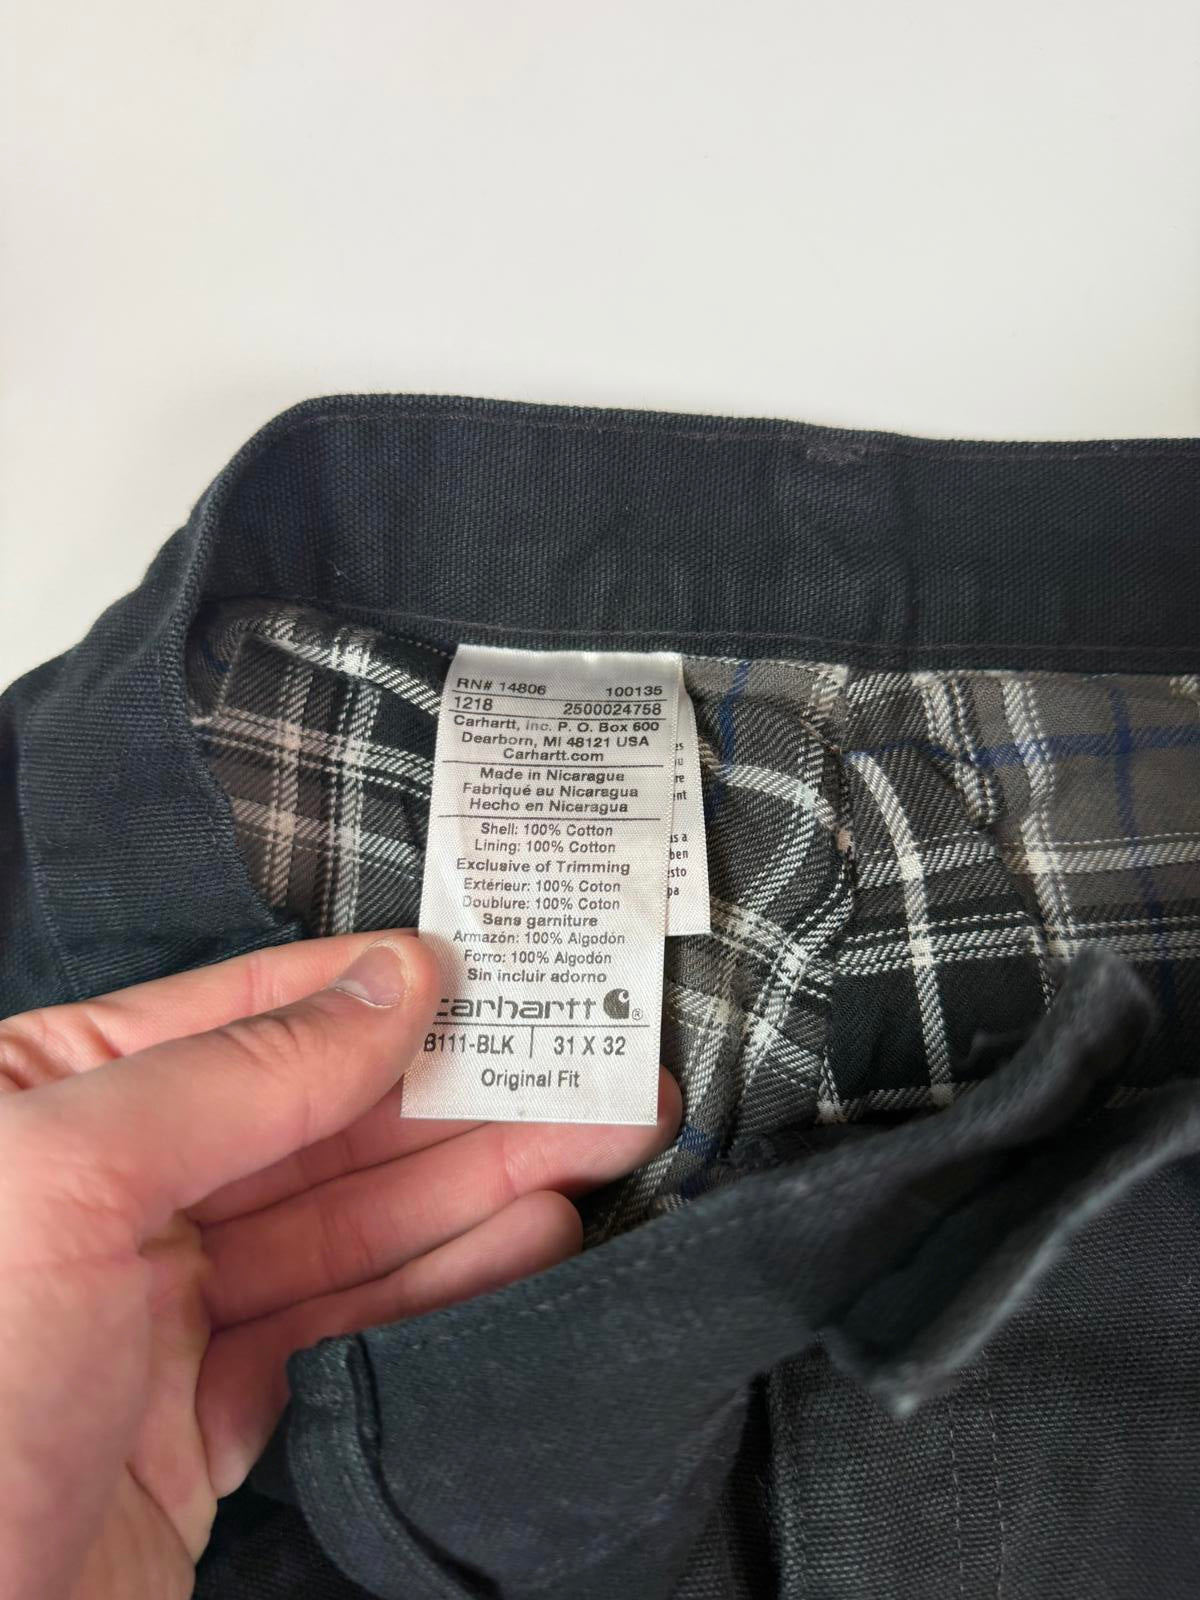 RN# 14806 100135
1218 2500024758
Carhartt, Inc. P. O. Box 600
Dearborn, MI 48121 USA
Carhartt.com
Made in Nicaragua
Fabriqué au Nicaragua
Hecho en Nicaragua
Shell: 100% Cotton
Lining: 100% Cotton
Exclusive of Trimming
Extérieur: 100% Coton
Doublure: 100% Coton
Sans garniture
Armazón: 100% Algodón
Forro: 100% Algodón
Sin incluir adorno
carhartt ®
B111-BLK 31 X 32
Original Fit